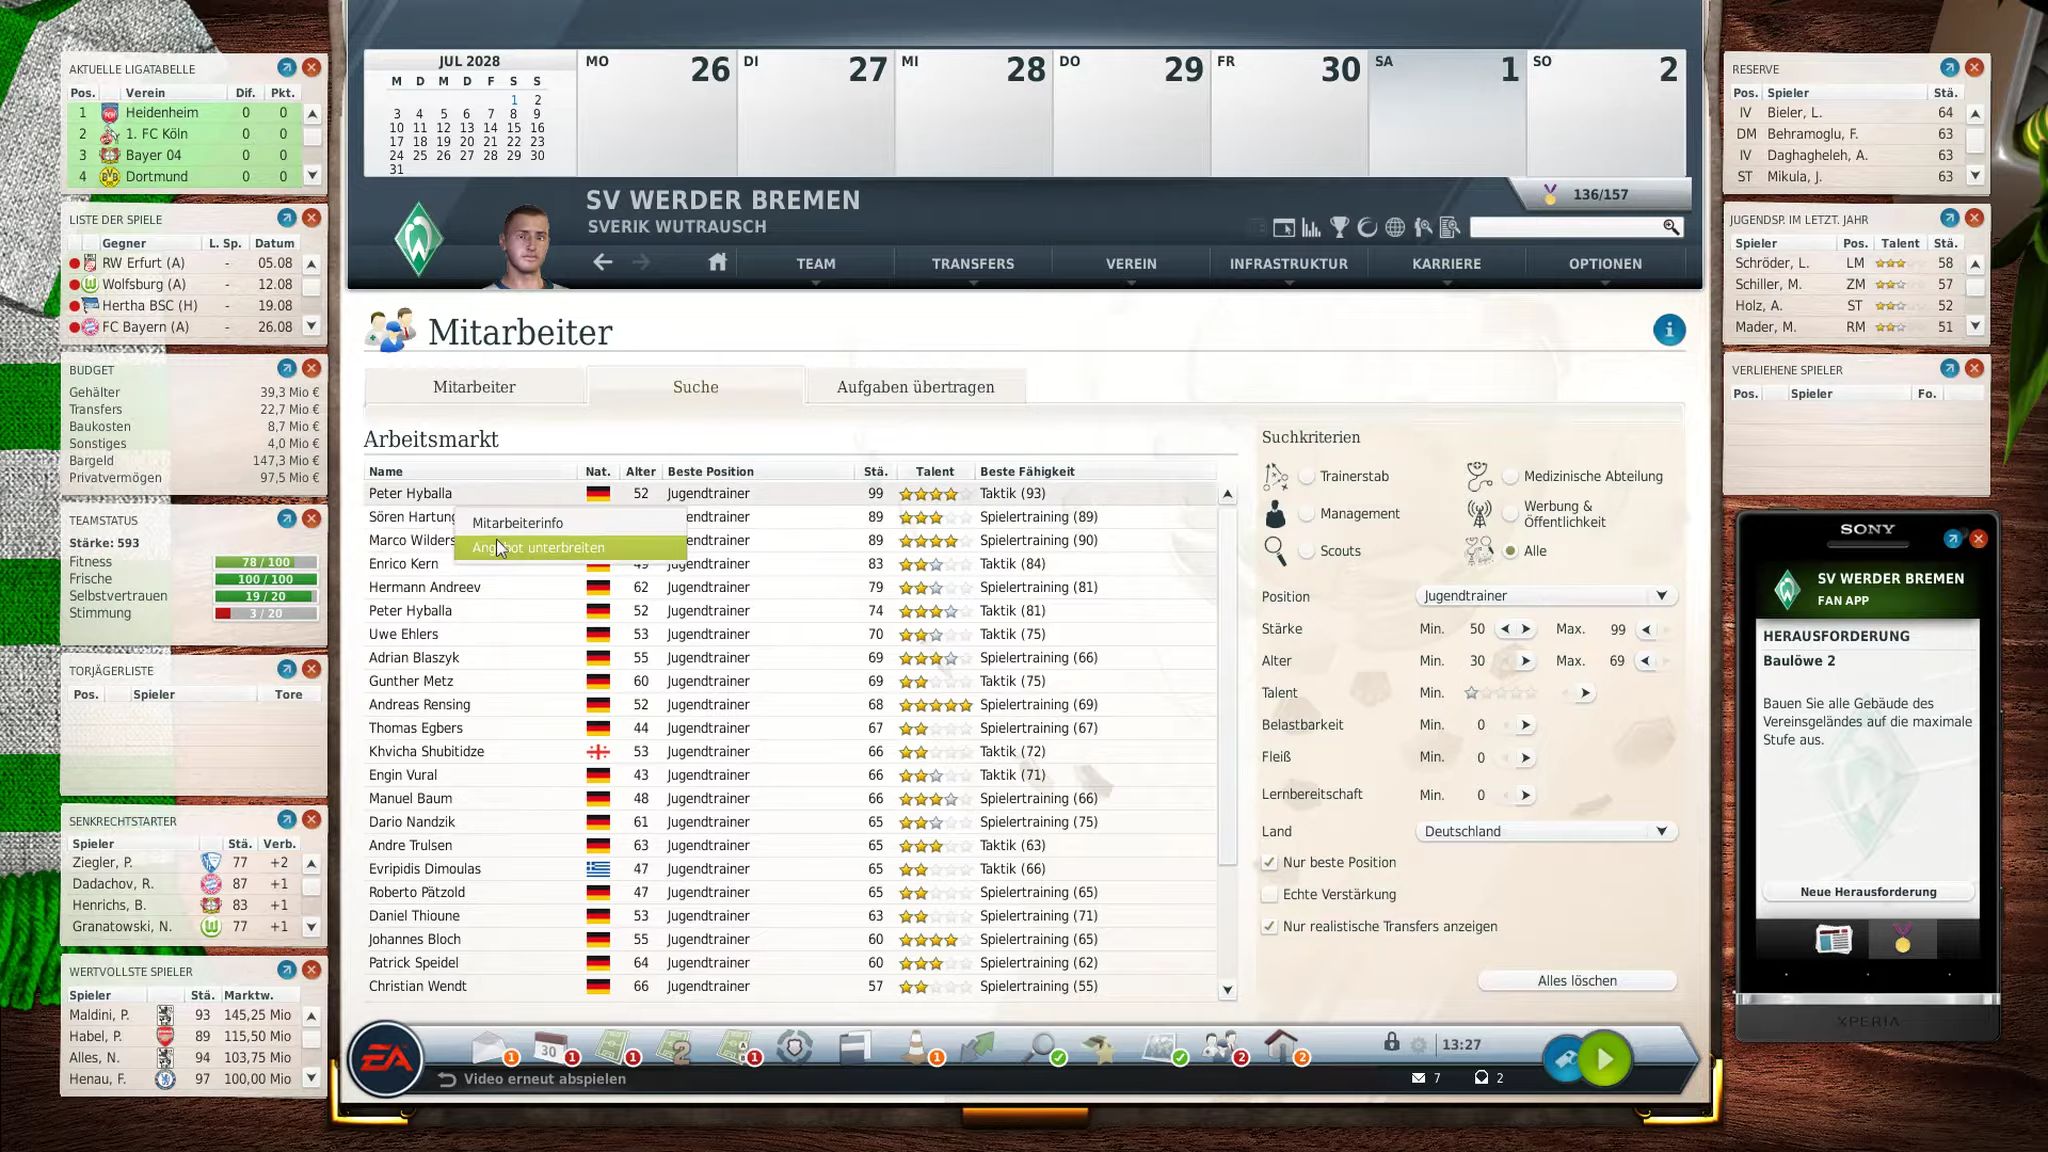 AKTUELLE LIGATABELLE
Pos. Verein Dif. Pkt.
1 Heidenheim 0 0
2 1. FC Köln 0 0
3 Bayer 04 0 0
4 Dortmund 0 0
LISTE DER SPIELE
Gegner L. Sp. Datum
RW Erfurt (A) - 05.08
Wolfsburg (A) - 12.08
Hertha BSC (H) - 19.08
FC Bayern (A) - 26.08
BUDGET
Gehälter 39,3 Mio €
Transfers 22,7 Mio €
Baukosten 8,7 Mio €
Sonstiges 4,0 Mio €
Bargeld 147,3 Mio €
Privatvermögen 97,5 Mio €
TEAMSTATUS
Stärke: 593
Fitness 78 / 100
Frische 100 / 100
Selbstvertrauen 19 / 20
Stimmung 3 / 20
TORJÄGERLISTE
Pos. Spieler Tore
SENKRECHTSTARTER
Spieler Stä. Verb.
Ziegler, P. 77 +2
Dadachov, R. 87 +1
Henrichs, B. 83 +1
Granatowski, N. 77 +1
WERTVOLLSTE SPIELER
Spieler Stä. Marktw.
Maldini, P. 93 145,25 Mio
Habel, P. 89 115,50 Mio
Alles, N. 94 103,75 Mio
Henau, F. 97 100,00 Mio
JUL 2028
M D M D F S S
1 2
3 4 5 6 7 8 9
10 11 12 13 14 15 16
17 18 19 20 21 22 23
24 25 26 27 28 29 30
31
MO 26 DI 27 MI 28 DO 29 FR 30 SA 1 SO 2
SV WERDER BREMEN
SVERIK WUTRAUSCH
136/157
TEAM TRANSFERS VEREIN INFRASTRUKTUR KARRIERE OPTIONEN
Mitarbeiter
Mitarbeiter Suche Aufgaben übertragen
Arbeitsmarkt
Name Nat. Alter Beste Position Stä. Talent Beste Fähigkeit
Peter Hyballa 52 Jugendtrainer 99 Taktik (93)
Sören Hartung endtrainer 89 Spielertraining (89)
Marco Wilders endtrainer 89 Spielertraining (90)
Enrico Kern 49 Jugendtrainer 83 Taktik (84)
Hermann Andreev 62 Jugendtrainer 79 Spielertraining (81)
Peter Hyballa 52 Jugendtrainer 74 Taktik (81)
Uwe Ehlers 53 Jugendtrainer 70 Taktik (75)
Adrian Blaszyk 55 Jugendtrainer 69 Spielertraining (66)
Gunther Metz 60 Jugendtrainer 69 Taktik (75)
Andreas Rensing 52 Jugendtrainer 68 Spielertraining (69)
Thomas Egbers 44 Jugendtrainer 67 Spielertraining (67)
Khvicha Shubitidze 53 Jugendtrainer 66 Taktik (72)
Engin Vural 43 Jugendtrainer 66 Taktik (71)
Manuel Baum 48 Jugendtrainer 66 Spielertraining (66)
Dario Nandzik 61 Jugendtrainer 65 Spielertraining (75)
Andre Trulsen 63 Jugendtrainer 65 Taktik (63)
Evripidis Dimoulas 47 Jugendtrainer 65 Taktik (66)
Roberto Pätzold 47 Jugendtrainer 65 Spielertraining (65)
Daniel Thioune 53 Jugendtrainer 63 Spielertraining (71)
Johannes Bloch 55 Jugendtrainer 60 Spielertraining (65)
Patrick Speidel 64 Jugendtrainer 60 Spielertraining (62)
Christian Wendt 66 Jugendtrainer 57 Spielertraining (55)
Mitarbeiterinfo
Angebot unterbreiten
Suchkriterien
Trainerstab Medizinische Abteilung
Management Werbung &
Öffentlichkeit
Scouts Alle
Position Jugendtrainer
Stärke Min. 50 Max. 99
Alter Min. 30 Max. 69
Talent Min.
Belastbarkeit Min. 0
Fleiß Min. 0
Lernbereitschaft Min. 0
Land Deutschland
Nur beste Position
Echte Verstärkung
Nur realistische Transfers anzeigen
Alles löschen
EA
1 30 1 1 2 1 1 2 2
13:27
Video erneut abspielen
7 2
RESERVE
Pos. Spieler Stä.
IV Bieler, L. 64
DM Behramoglu, F. 63
IV Daghagheleh, A. 63
ST Mikula, J. 63
JUGENDSP. IM LETZT. JAHR
Spieler Pos. Talent Stä.
Schröder, L. LM 58
Schiller, M. ZM 57
Holz, A. ST 52
Mader, M. RM 51
VERLIEHENE SPIELER
Pos. Spieler Fo.
SONY
SV WERDER BREMEN
FAN APP
HERAUSFORDERUNG
Baulöwe 2
Bauen Sie alle Gebäude des
Vereinsgeländes auf die maximale
Stufe aus.
Neue Herausforderung
XPERIA